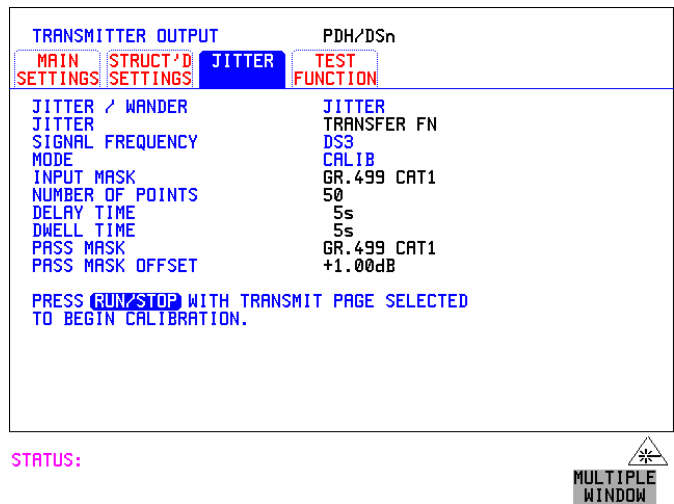 TRANSMITTER OUTPUT PDH/DSn
MAIN SETTINGS STRUCT'D SETTINGS JITTER TEST FUNCTION
JITTER / WANDER JITTER
JITTER TRANSFER FN
SIGNAL FREQUENCY DS3
MODE CALIB
INPUT MASK GR.499 CAT1
NUMBER OF POINTS 50
DELAY TIME 5s
DWELL TIME 5s
PASS MASK GR.499 CAT1
PASS MASK OFFSET +1.00dB
PRESS RUN/STOP WITH TRANSMIT PAGE SELECTED
TO BEGIN CALIBRATION.
STATUS:
MULTIPLE
WINDOW